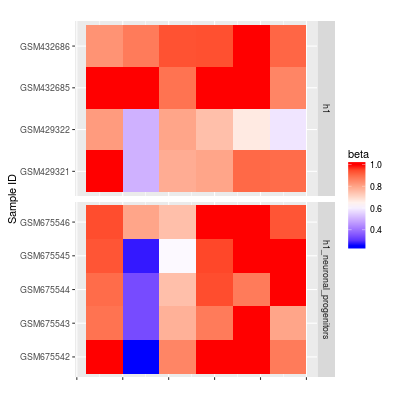 GSM432686
GSM432685
GSM429322
GSM429321
h1
Sample ID
GSM675546
GSM675545
GSM675544
GSM675543
GSM675542
h1_neuronal_progenitors
beta
1.0
0.8
0.6
0.4